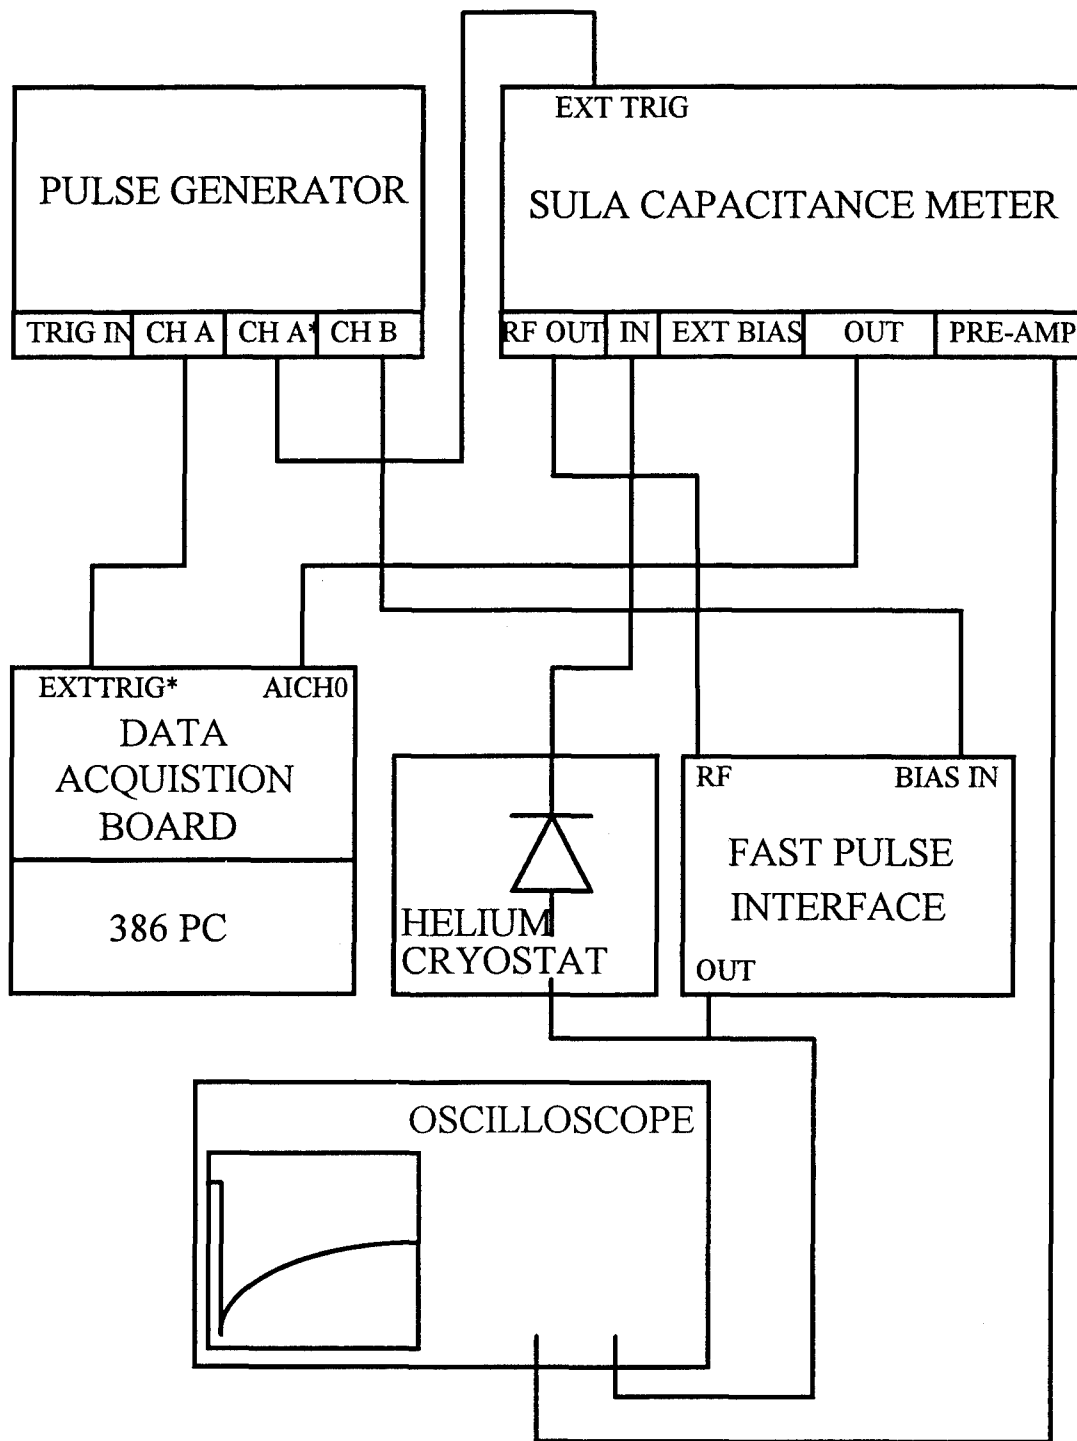 EXT TRIG
PULSE GENERATOR
SULA CAPACITANCE METER
TRIG IN CH A CH A* CH B
RF OUT IN EXT BIAS OUT PRE-AMP
EXTTRIG* AICH0
DATA
ACQUISTION
BOARD
386 PC
HELIUM
CRYOSTAT
RF BIAS IN
FAST PULSE
INTERFACE
OUT
OSCILLOSCOPE